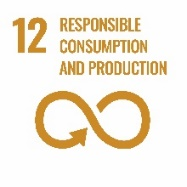 12 RESPONSIBLE
CONSUMPTION
AND PRODUCTION